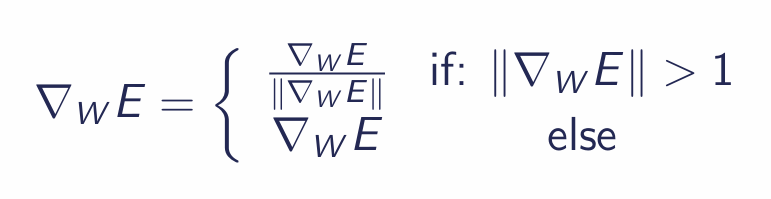 ∇_W E = { ∇_W E / ‖∇_W E‖ if: ‖∇_W E‖ > 1
∇_W E else